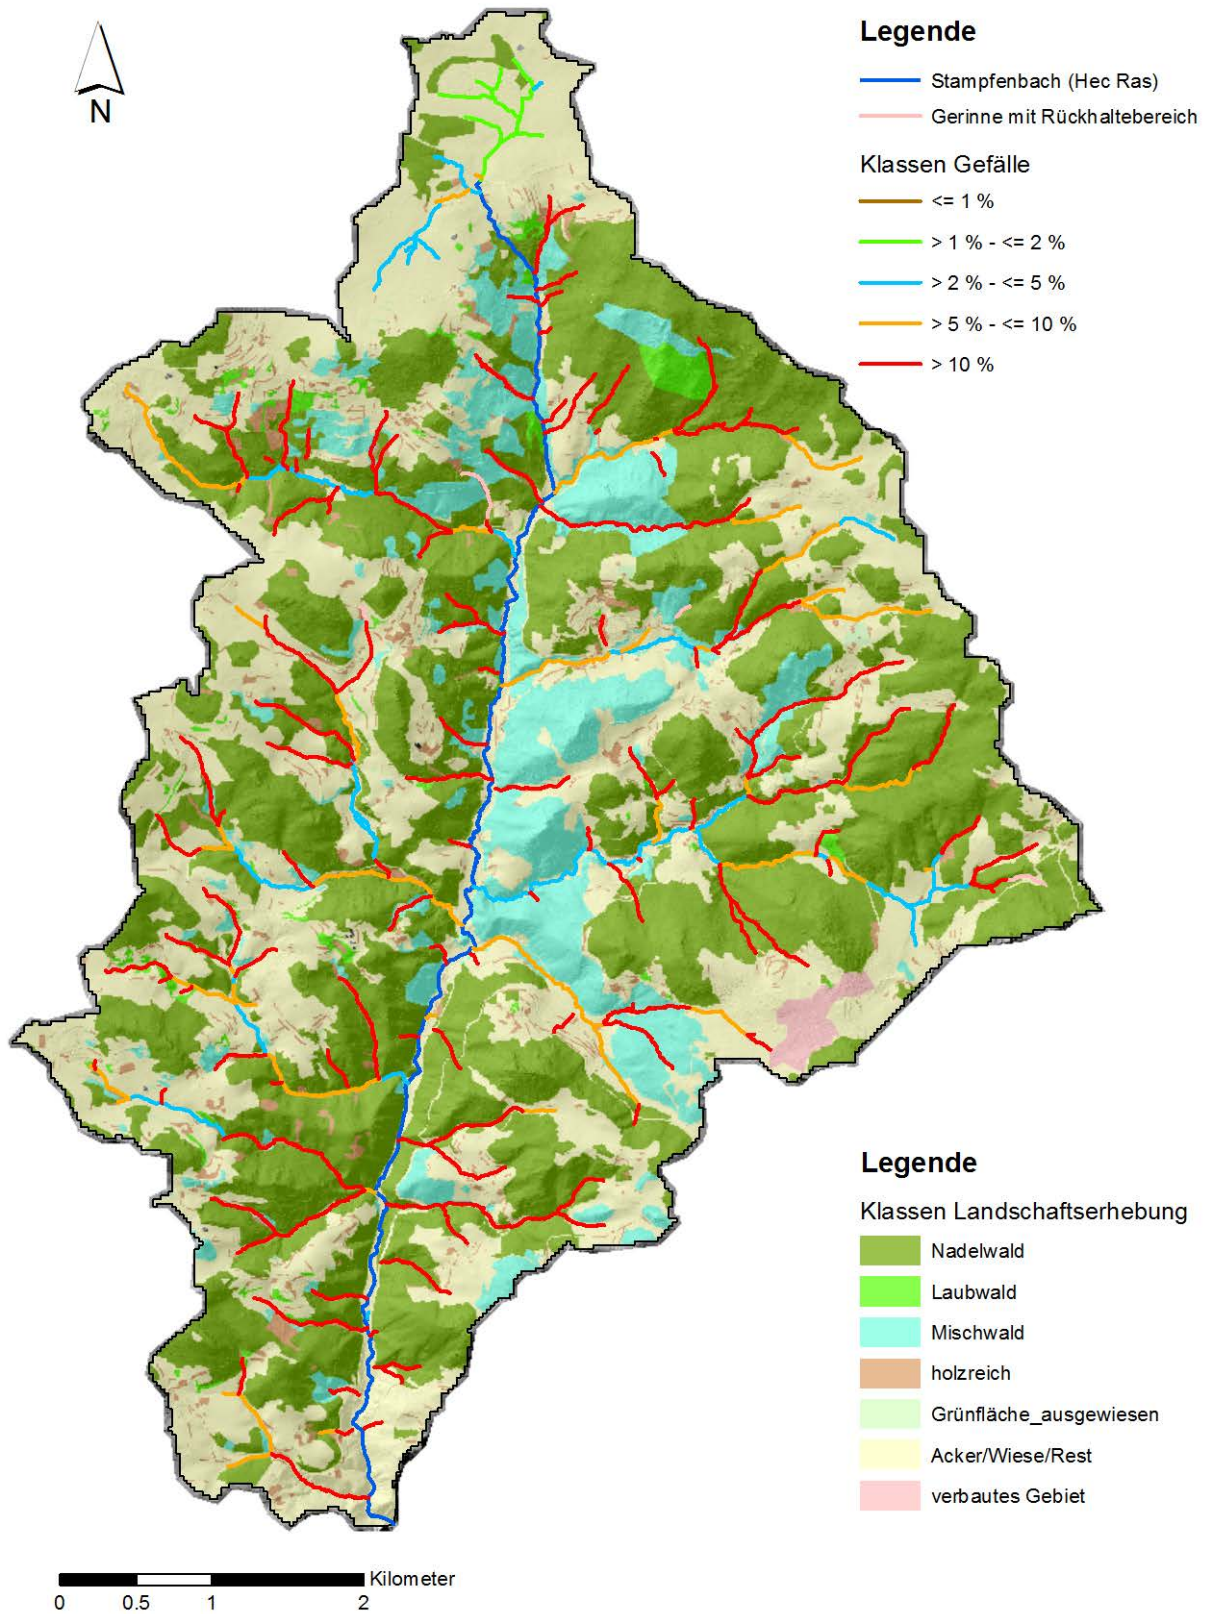 N
Legende
Stampfenbach (Hec Ras)
Gerinne mit Rückhaltebereich
Klassen Gefälle
<= 1 %
> 1 % - <= 2 %
> 2 % - <= 5 %
> 5 % - <= 10 %
> 10 %
Legende
Klassen Landschaftserhebung
Nadelwald
Laubwald
Mischwald
holzreich
Grünfläche_ausgewiesen
Acker/Wiese/Rest
verbautes Gebiet
Kilometer
0 0.5 1 2